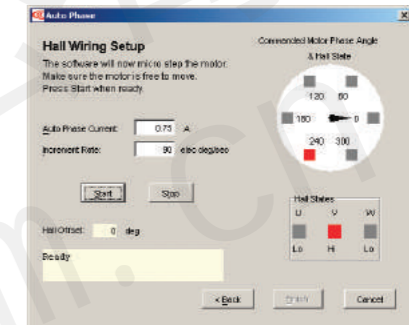 Auto Phase
Hall Wiring Setup
The software will now micro step the motor.
Make sure the motor is free to move.
Press Start when ready.
Auto Phase Current: 0.75 A
Increment Rate: 90 elec deg/sec
Start Stop
Hall Offset: 0 deg
Ready
Commanded Motor Phase Angle
& Hall State
120 60
180 0
240 300
Hall States
U V W
Lo Hi Lo
< Back Finish Cancel